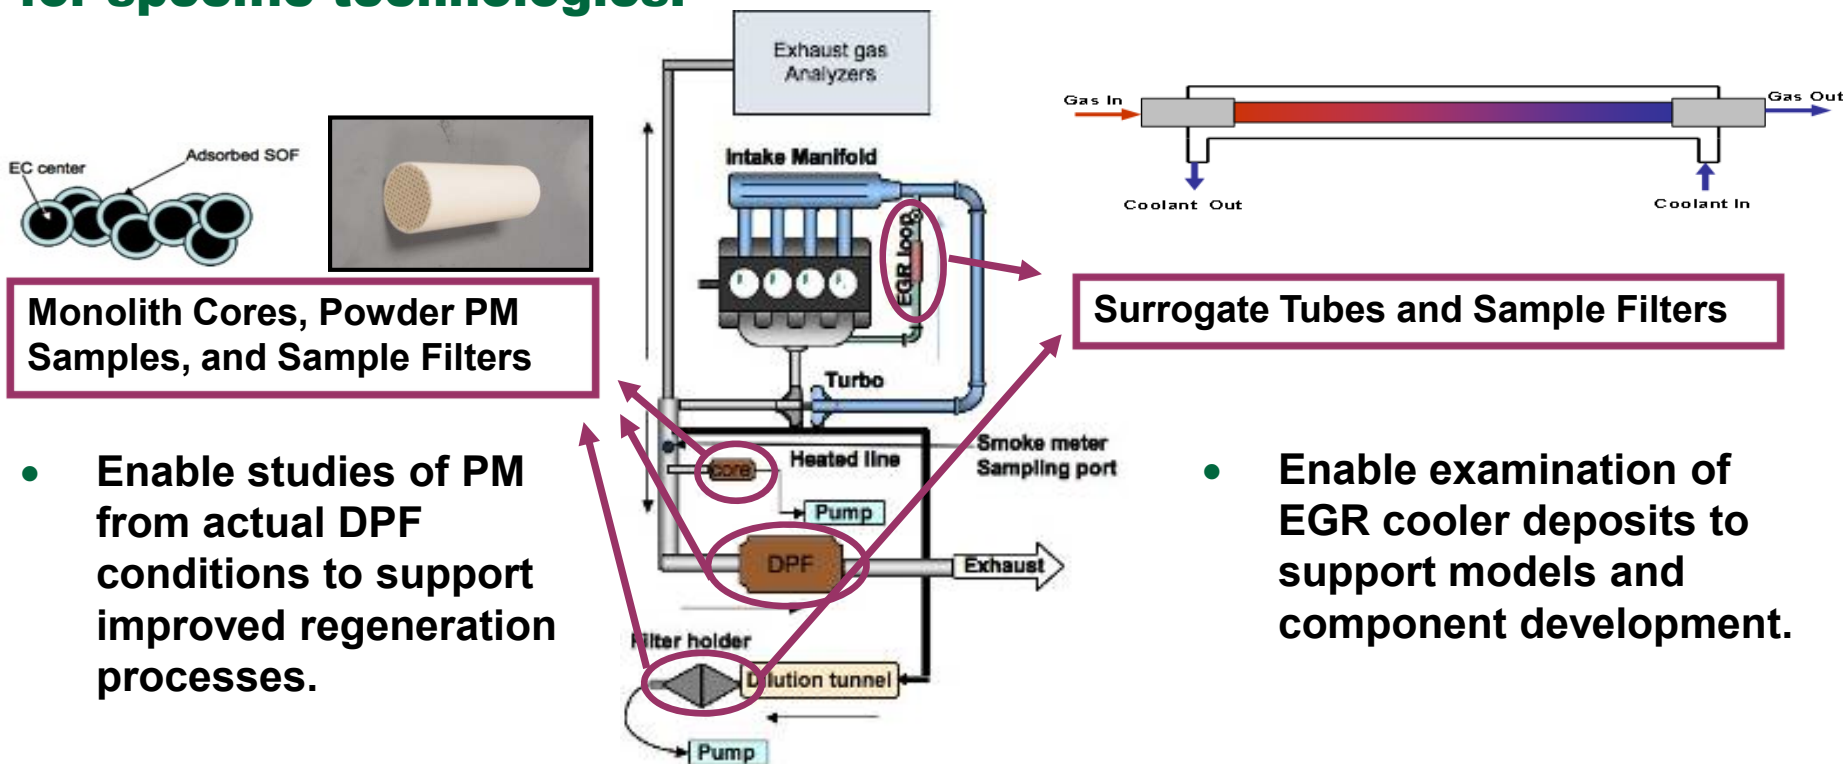 for specific technologies.
Exhaust gas
Analyzers
Gas In
Gas Out
Coolant Out
Coolant In
EC center
Adsorbed SOF
Intake Manifold
EGR loop
Monolith Cores, Powder PM
Samples, and Sample Filters
Surrogate Tubes and Sample Filters
Turbo
Smoke meter
Sampling port
Heated line
core
Pump
DPF
Exhaust
Filter holder
Dilution tunnel
Pump
• Enable studies of PM
from actual DPF
conditions to support
improved regeneration
processes.
• Enable examination of
EGR cooler deposits to
support models and
component development.